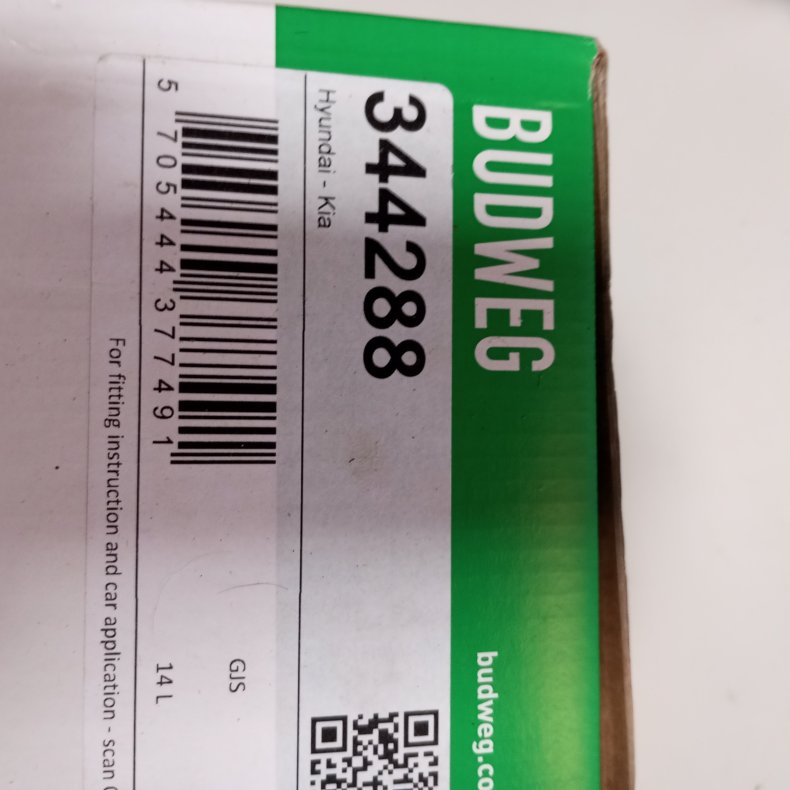 BUDWEG
budweg.co
344288
Hyundai - Kia
GJS
5 705444 377491
14 L
For fitting instruction and car application - scan